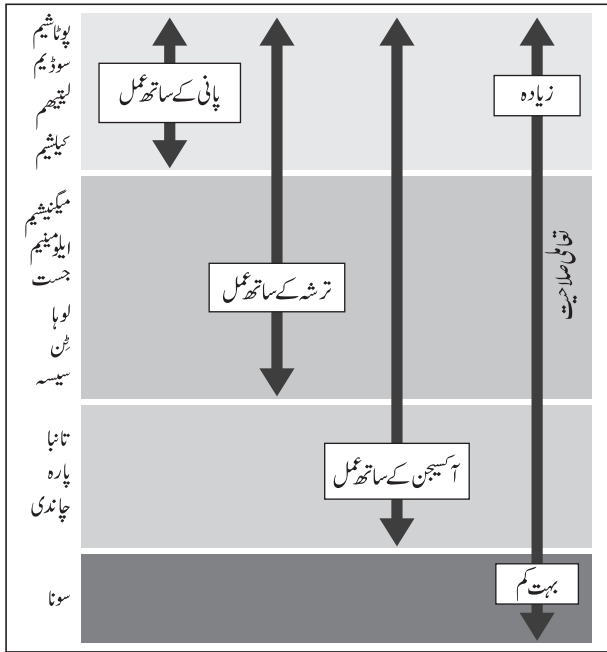 پوٹاشیم
سوڈیم
لیتھیم
کیلشیم
میگنیشیم
ایلومینیم
جست
لوہا
ٹِن
سیسہ
تانبا
پارہ
چاندی
سونا
پانی کے ساتھ عمل
ترشہ کے ساتھ عمل
آکسیجن کے ساتھ عمل
زیادہ
تعاملی صلاحیت
بہت کم